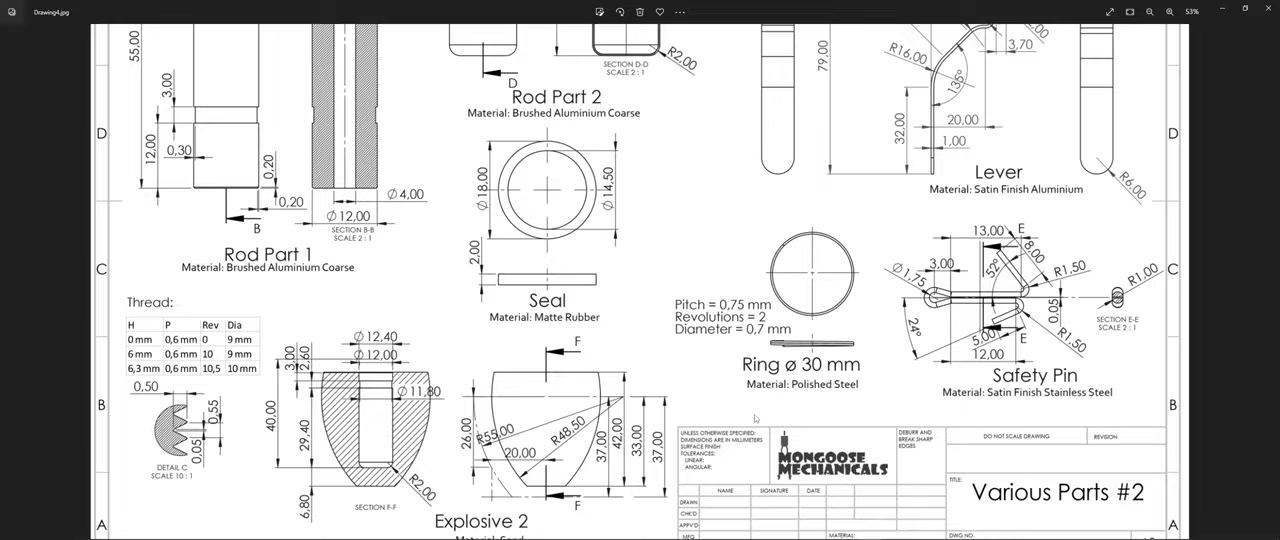 Drawing4.jpg
53%
55,00
3,00
12,00
0,30
0,20
0,20
B
Ø 4,00
Ø 12,00
SECTION B-B
SCALE 2 : 1
Rod Part 1
Material: Brushed Aluminium Coarse
D
R2,00
SECTION D-D
SCALE 2 : 1
Rod Part 2
Material: Brushed Aluminium Coarse
Ø 18,00
Ø 14,50
2,00
Seal
Material: Matte Rubber
79,00
R16,00
3,70
135°
32,00
20,00
1,00
R6,00
Lever
Material: Satin Finish Aluminium
D
D
C
C
B
B
A
A
Pitch = 0,75 mm
Revolutions = 2
Diameter = 0,7 mm
Ring ø 30 mm
Material: Polished Steel
13,00
E
8,00
3,00
Ø 1,75
52°
R1,50
0,05
24°
5,00
E
R1,50
12,00
R1,00
SECTION E-E
SCALE 2 : 1
Safety Pin
Material: Satin Finish Stainless Steel
Thread:
H P Rev Dia
0 mm 0,6 mm 0 9 mm
6 mm 0,6 mm 10 9 mm
6,3 mm 0,6 mm 10,5 10 mm
0,50
0,55
0,05
DETAIL C
SCALE 10 : 1
Ø 12,40
Ø 12,00
3,00
2,60
Ø 11,80
40,00
29,40
6,80
R2,00
SECTION F-F
F
26,00
R55,00
R48,50
20,00
37,00
42,00
33,00
37,00
F
Explosive 2
UNLESS OTHERWISE SPECIFIED:
DIMENSIONS ARE IN MILLIMETERS
SURFACE FINISH:
TOLERANCES:
LINEAR:
ANGULAR:
MONGOOSE
MECHANICALS
DEBURR AND
BREAK SHARP
EDGES
DO NOT SCALE DRAWING
REVISION
NAME SIGNATURE DATE
DRAWN
CHK'D
APPV'D
MFG
MATERIAL:
TITLE:
Various Parts #2
DWG NO.